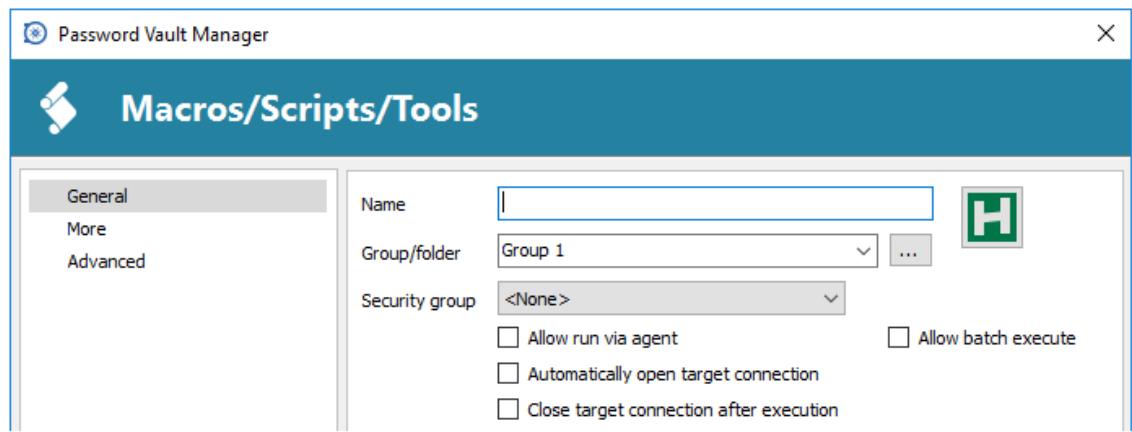 Password Vault Manager
Macros/Scripts/Tools
General
More
Advanced
Name
Group/folder Group 1 ...
Security group <None>
Allow run via agent Allow batch execute
Automatically open target connection
Close target connection after execution
H